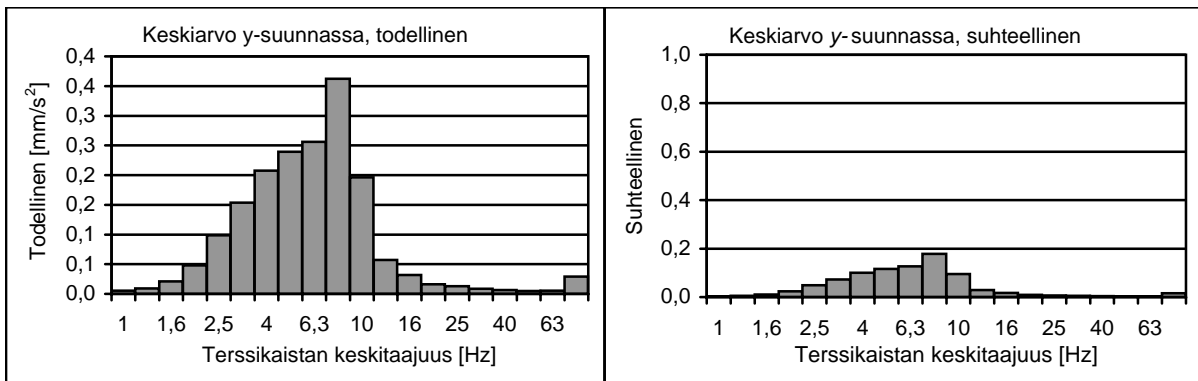 Keskiarvo y-suunnassa, todellinen
Todellinen [mm/s²]
0,4
0,4
0,3
0,3
0,2
0,2
0,1
0,1
0,0
1 1,6 2,5 4 6,3 10 16 25 40 63
Terssikaistan keskitaajuus [Hz]
Keskiarvo y-suunnassa, suhteellinen
Suhteellinen
1,0
0,8
0,6
0,4
0,2
0,0
1 1,6 2,5 4 6,3 10 16 25 40 63
Terssikaistan keskitaajuus [Hz]